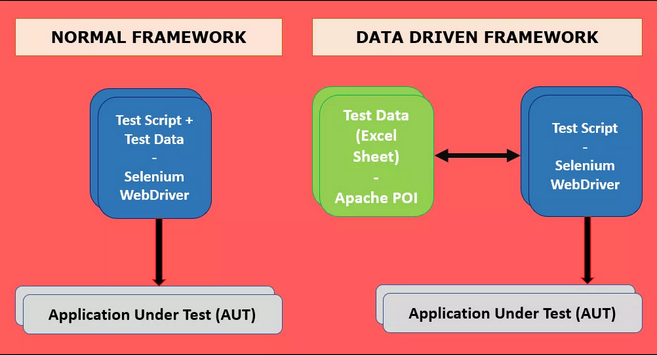 NORMAL FRAMEWORK
Test Script +
Test Data
-
Selenium
WebDriver
Application Under Test (AUT)
DATA DRIVEN FRAMEWORK
Test Data
(Excel
Sheet)
-
Apache POI
Test Script
-
Selenium
WebDriver
Application Under Test (AUT)